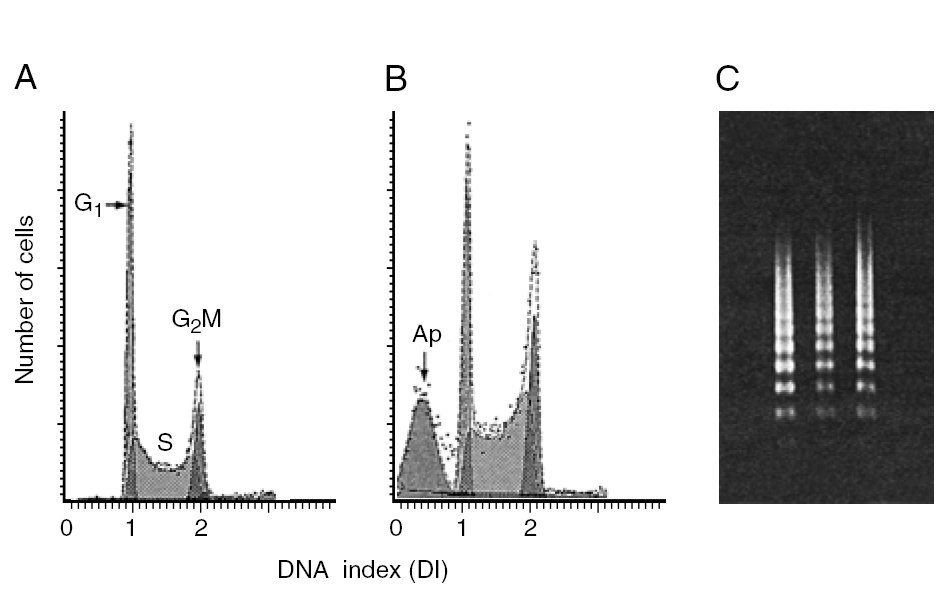 A
B
C
Number of cells
G1
G2M
S
Ap
0 1 2
0 1 2
DNA index (DI)